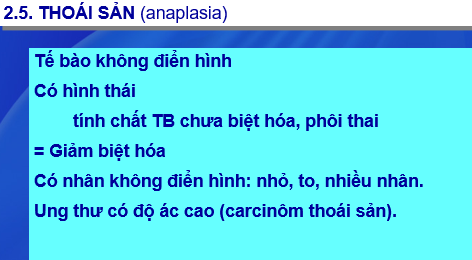 2.5. THOÁI SẢN (anaplasia)
Tế bào không điển hình
Có hình thái
tính chất TB chưa biệt hóa, phôi thai
= Giảm biệt hóa
Có nhân không điển hình: nhỏ, to, nhiều nhân.
Ung thư có độ ác cao (carcinôm thoái sản).